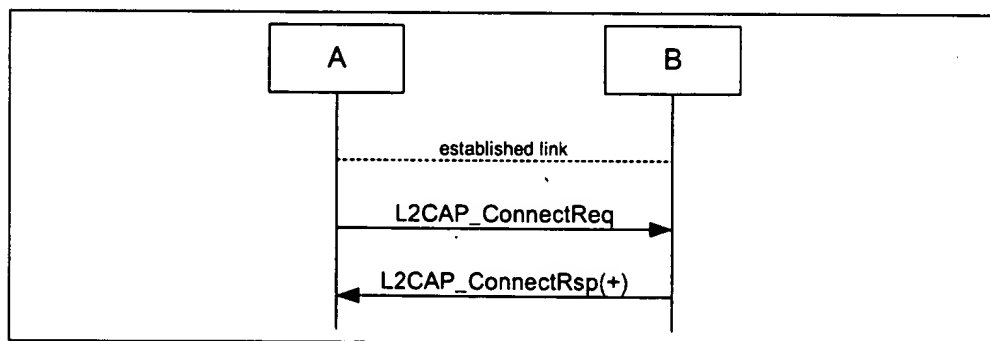 A
B
established link
L2CAP_ConnectReq
L2CAP_ConnectRsp(+)